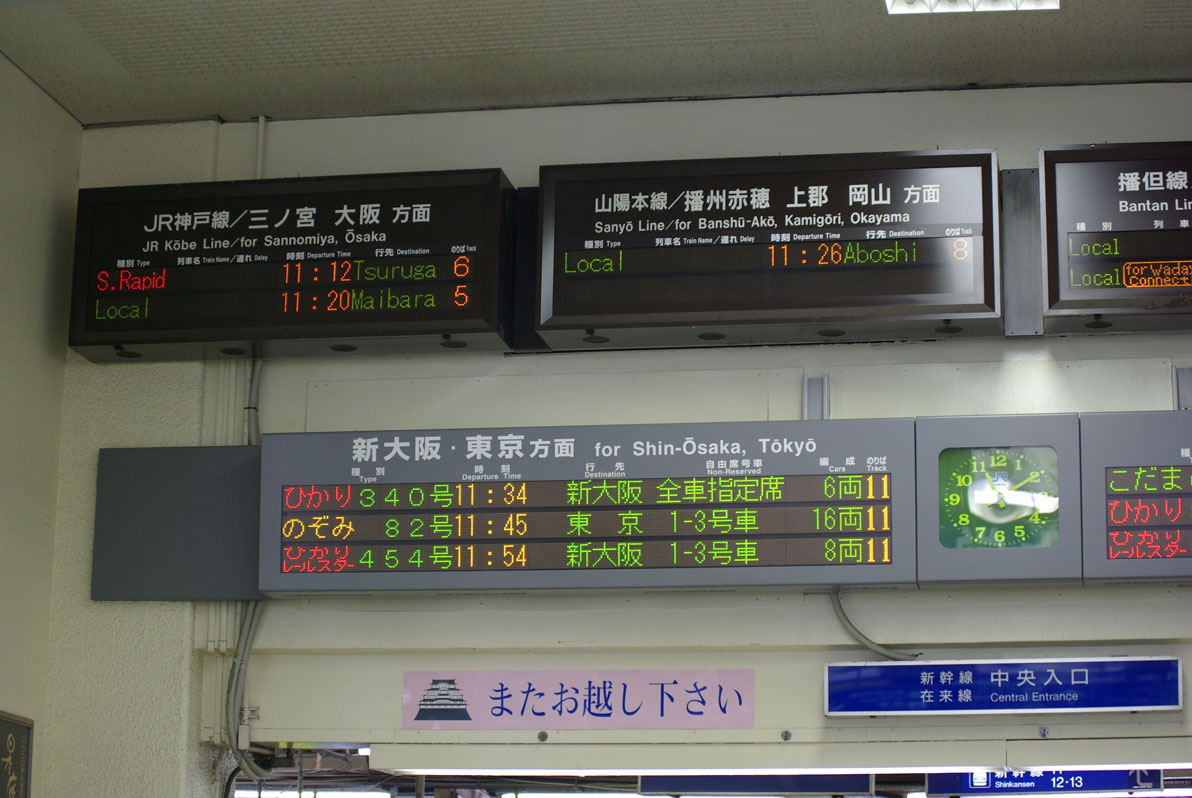 JR神戸線／三ノ宮 大阪 方面
JR Kōbe Line／for Sannomiya, Ōsaka
種別 Type 列車名 Train Name／遅れ Delay 時刻 Departure Time 行先 Destination のりば Track
S.Rapid 11：12 Tsuruga 6
Local 11：20 Maibara 5
山陽本線／播州赤穂 上郡 岡山 方面
Sanyō Line／for Banshū-Akō, Kamigōri, Okayama
種別 Type 列車名 Train Name／遅れ Delay 時刻 Departure Time 行先 Destination のりば Track
Local 11：26 Aboshi 8
播但線
Bantan
種別 Type 列車
Local
Local for
新大阪・東京方面 for Shin-Ōsaka, Tōkyō
種別 Type 時刻 Departure Time 行先 Destination 自由席号車 Non-Reserved 編成 Cars のりば Track
ひかり 340号 11：34 新大阪 全車指定席 6両 11
のぞみ 82号 11：45 東京 1-3号車 16両 11
ひかりレールスター 454号 11：54 新大阪 1-3号車 8両 11
12 1 2 3 4 5 6 7 8 9 10 11
こだま
ひかり
ひかりレールスター
またお越し下さい
新幹線 中央入口
在来線 Central Entrance
新幹線
Shinkansen 12-13